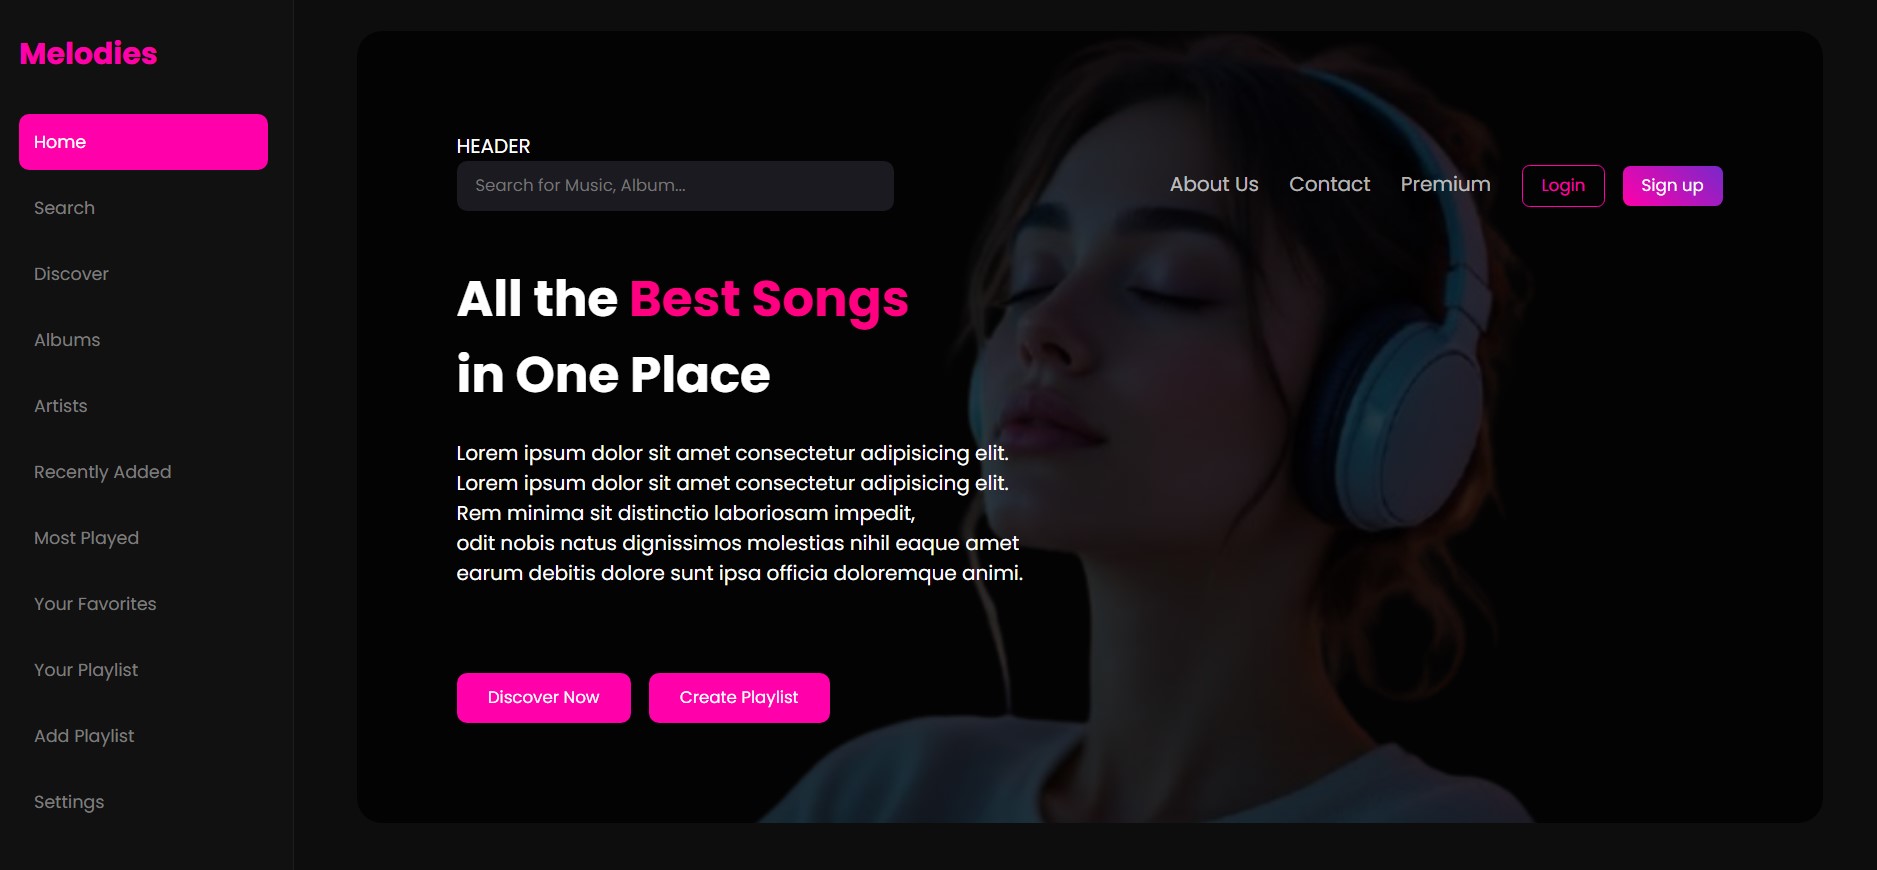 Melodies
Home
Search
Discover
Albums
Artists
Recently Added
Most Played
Your Favorites
Your Playlist
Add Playlist
Settings
HEADER
Search for Music, Album...
About Us
Contact
Premium
Login
Sign up
All the Best Songs
in One Place
Lorem ipsum dolor sit amet consectetur adipisicing elit.
Lorem ipsum dolor sit amet consectetur adipisicing elit.
Rem minima sit distinctio laboriosam impedit,
odit nobis natus dignissimos molestias nihil eaque amet
earum debitis dolore sunt ipsa officia doloremque animi.
Discover Now
Create Playlist